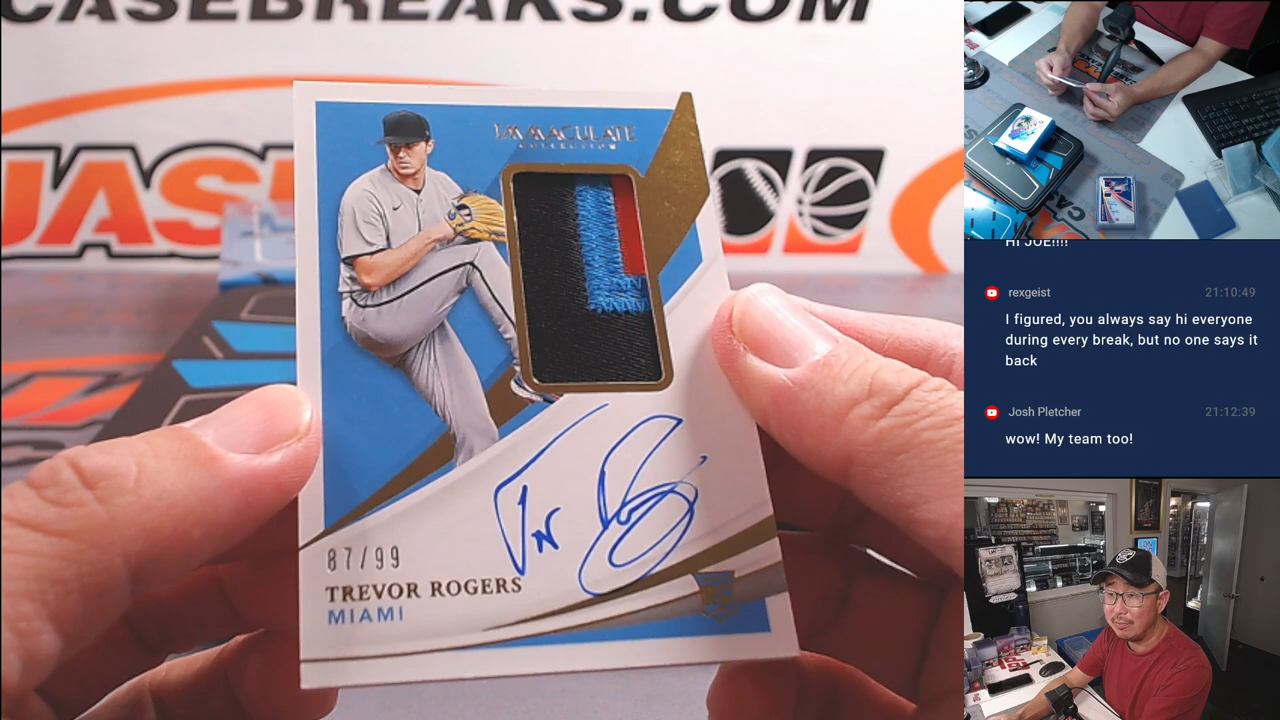 CASEBREAKS.COM
JASP
IMMACULATE
COLLECTION
87/99
TREVOR ROGERS
MIAMI
HI JOE!!!!
rexgeist 21:10:49
I figured, you always say hi everyone
during every break, but no one says it
back
Josh Pletcher 21:12:39
wow! My team too!